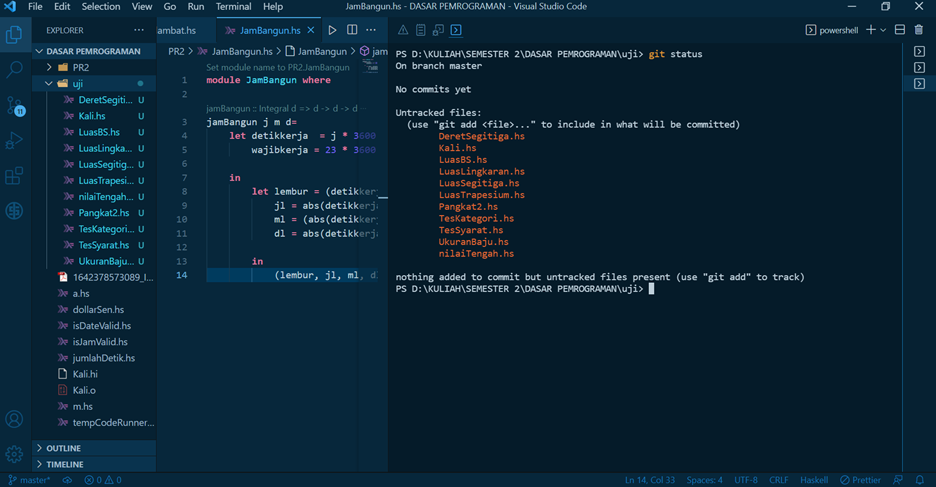 File Edit Selection View Go Run Terminal Help
JamBangun.hs - DASAR PEMROGRAMAN - Visual Studio Code
EXPLORER
DASAR PEMROGRAMAN
PR2
uji
DeretSegiti... U
Kali.hs U
LuasBS.hs U
LuasLingka... U
LuasSegitig... U
LuasTrapesi... U
nilaiTengah... U
Pangkat2.hs U
TesKategori... U
TesSyarat.hs U
UkuranBaju... U
1642378573089_I...
a.hs
dollarSen.hs
isDateValid.hs
isJamValid.hs
jumlahDetik.hs
Kali.hi
Kali.o
m.hs
tempCodeRunner...
OUTLINE
TIMELINE
11
ambat.hs
JamBangun.hs
PR2 > JamBangun.hs > JamBangun > jamBang
Set module name to PR2.JamBangun
1 module JamBangun where
2
jamBangun :: Integral d => d -> d -> d -
3 jamBangun j m d=
4 let detikkerja = j * 3600
5 wajibkerja = 23 * 3600
6
7 in
8 let lembur = (detikker
9 jl = abs(detikkerja
10 ml = (abs(detikkerj
11 dl = abs(detikkerja
12
13 in
14 (lembur, jl, ml, d
powershell
PS D:\KULIAH\SEMESTER 2\DASAR PEMROGRAMAN\uji> git status
On branch master
No commits yet
Untracked files:
(use "git add <file>..." to include in what will be committed)
DeretSegitiga.hs
Kali.hs
LuasBS.hs
LuasLingkaran.hs
LuasSegitiga.hs
LuasTrapesium.hs
Pangkat2.hs
TesKategori.hs
TesSyarat.hs
UkuranBaju.hs
nilaiTengah.hs
nothing added to commit but untracked files present (use "git add" to track)
PS D:\KULIAH\SEMESTER 2\DASAR PEMROGRAMAN\uji>
master* 0 0
Ln 14, Col 33 Spaces: 4 UTF-8 CRLF Haskell Prettier